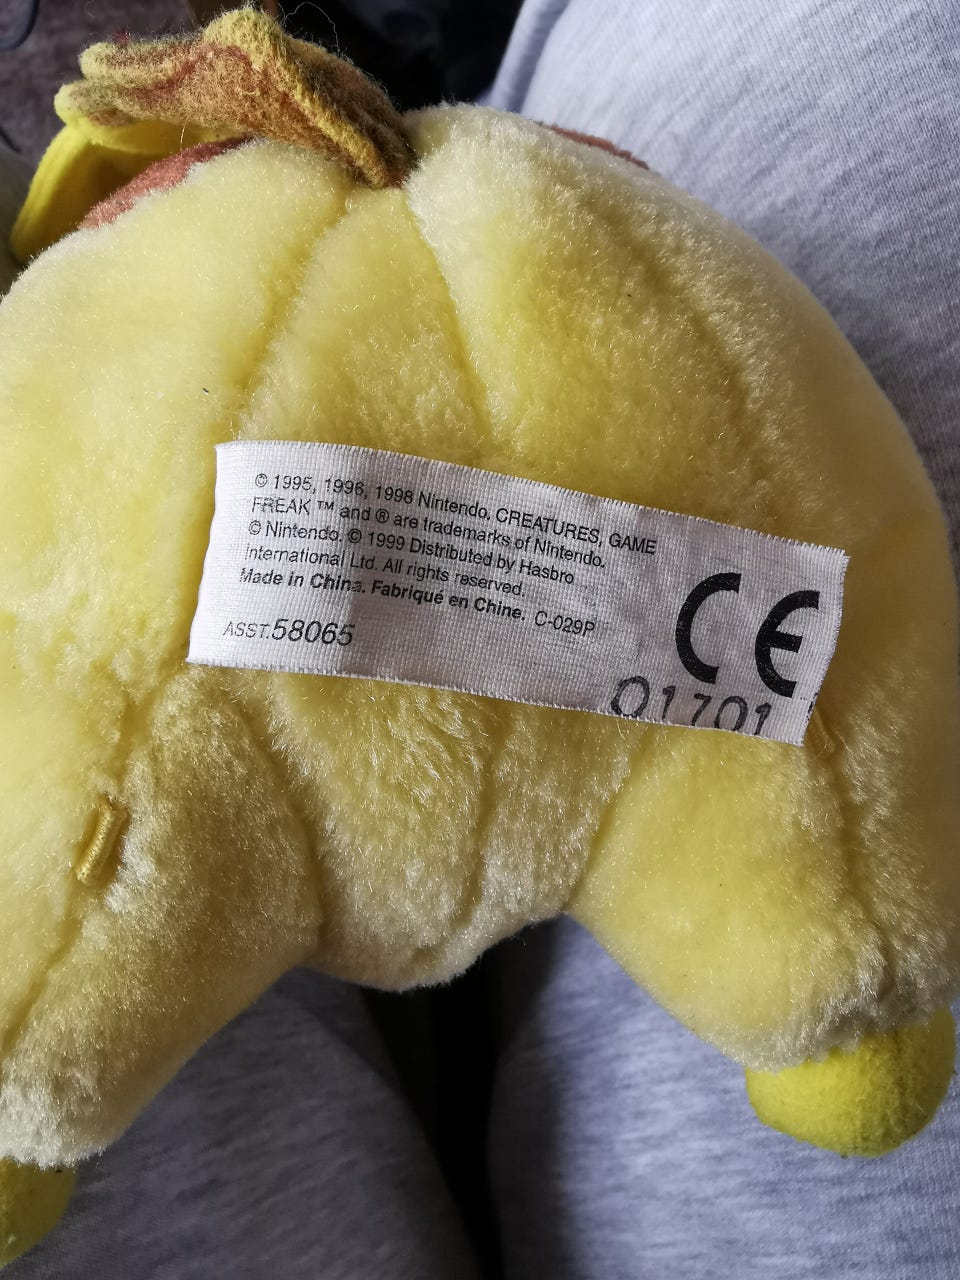 © 1995, 1996, 1998 Nintendo. CREATURES, GAME
FREAK ™ and ® are trademarks of Nintendo.
© Nintendo. © 1999 Distributed by Hasbro
International Ltd. All rights reserved.
Made in China. Fabriqué en Chine. C-029P
ASST.58065
CE
01701